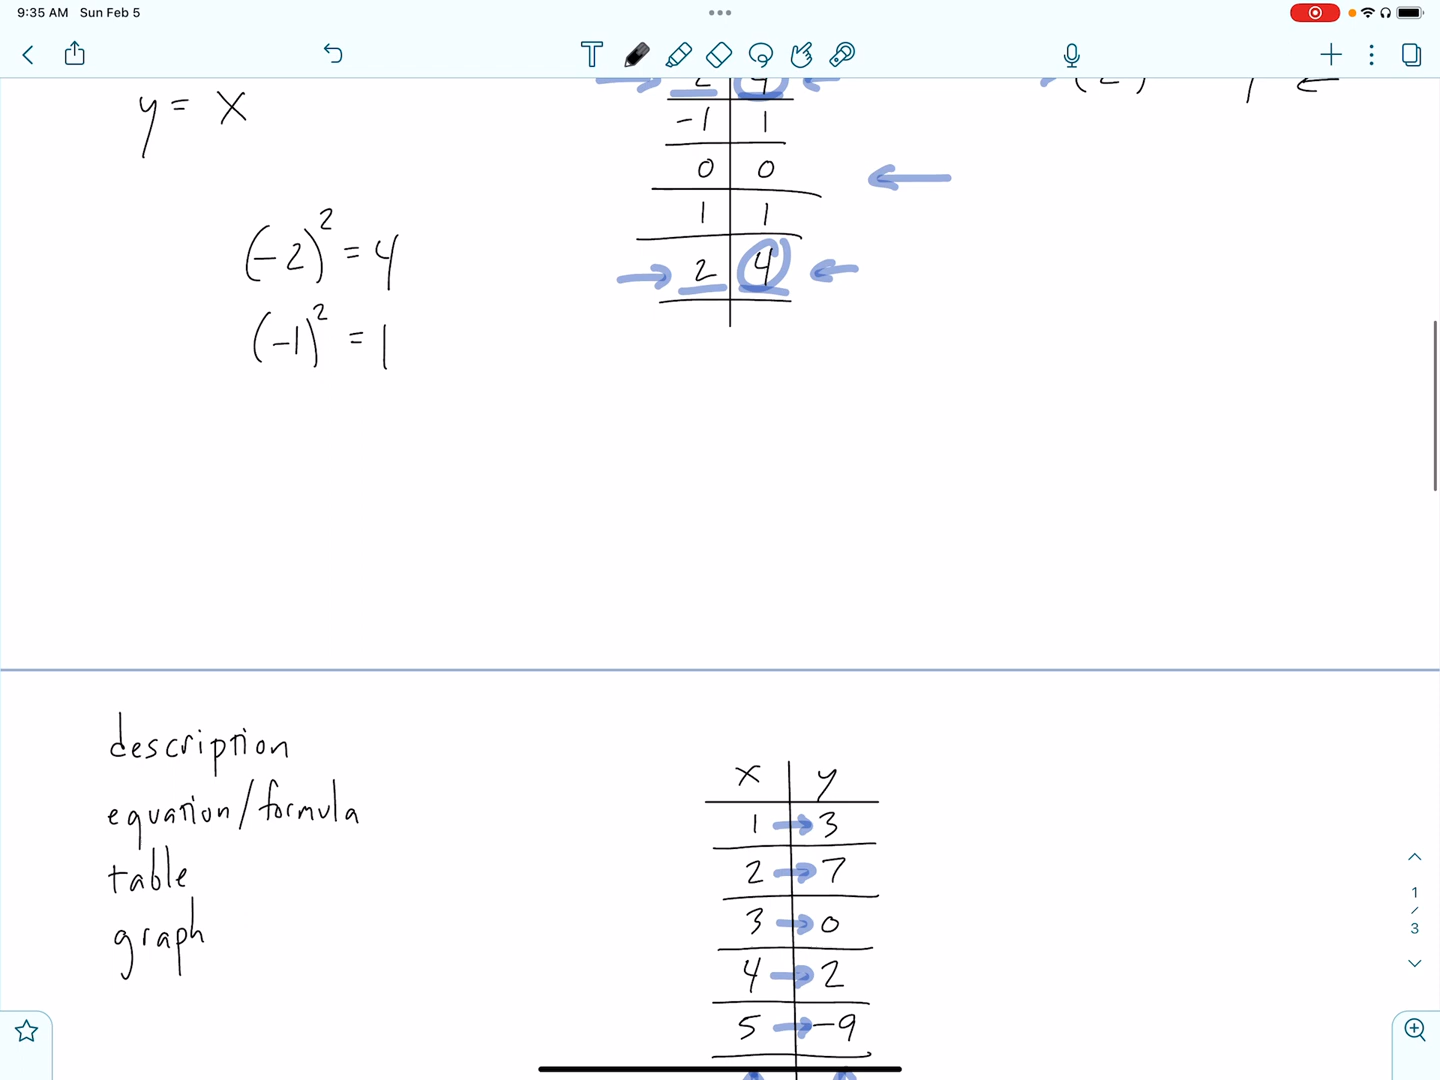 9:35 AM Sun Feb 5
T
y = x
4
-1 1
0 0
1 1
2 4
(-2)² = 4
(-1)² = 1
description
equation/formula
table
graph
x y
1 3
2 7
3 0
4 2
5 -9
1
/
3